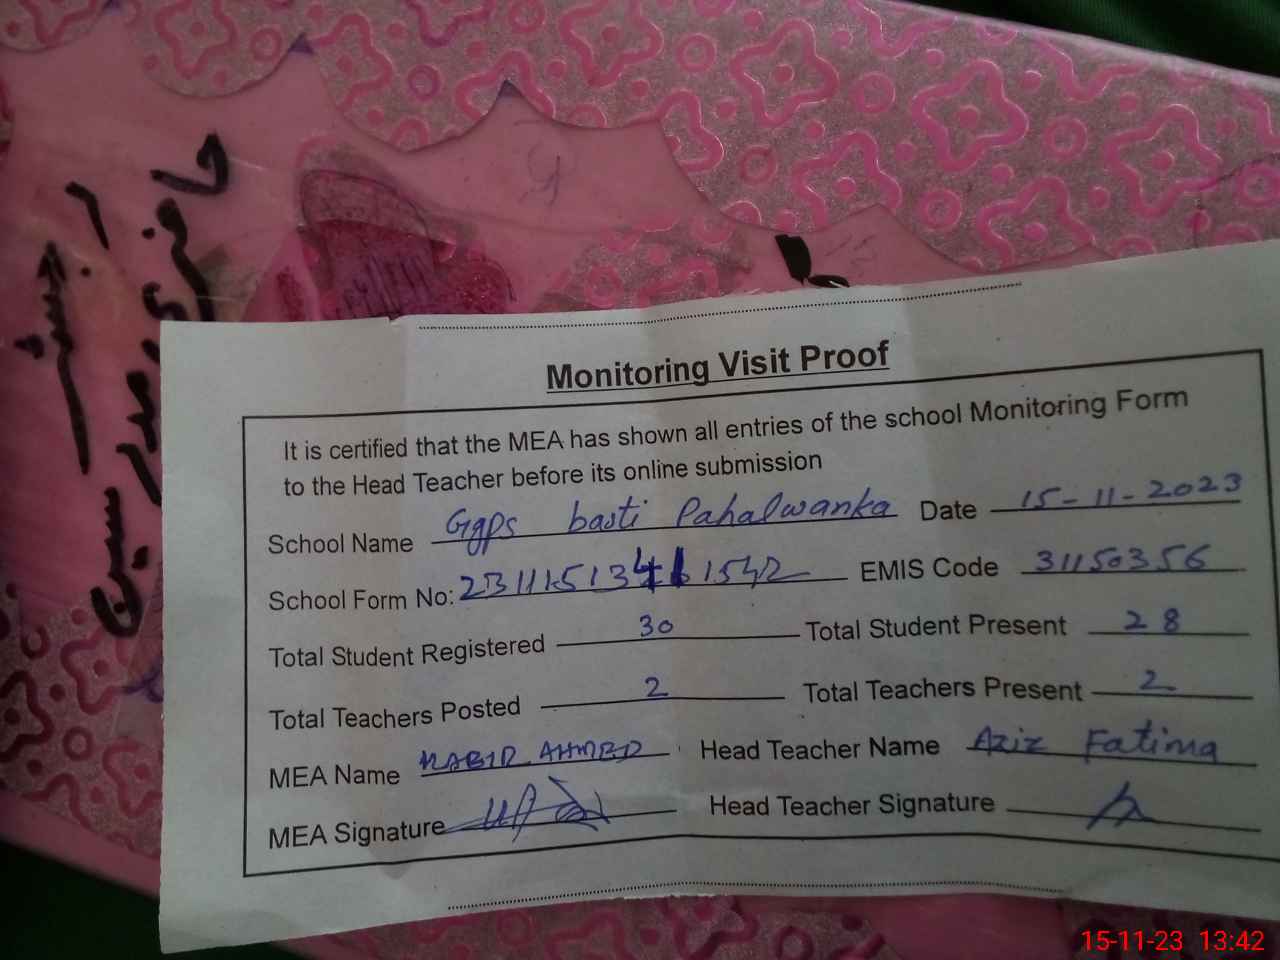 حاضری
رجسٹر
Monitoring Visit Proof
It is certified that the MEA has shown all entries of the school Monitoring Form
to the Head Teacher before its online submission
School Name Ggps basti Pahalwanka Date 15-11-2023
School Form No: EMIS Code 31150356
Total Student Registered 30 Total Student Present 28
Total Teachers Posted 2 Total Teachers Present 2
MEA Name AHMED Head Teacher Name Aziz Fatima
MEA Signature Head Teacher Signature
15-11-23 13:42